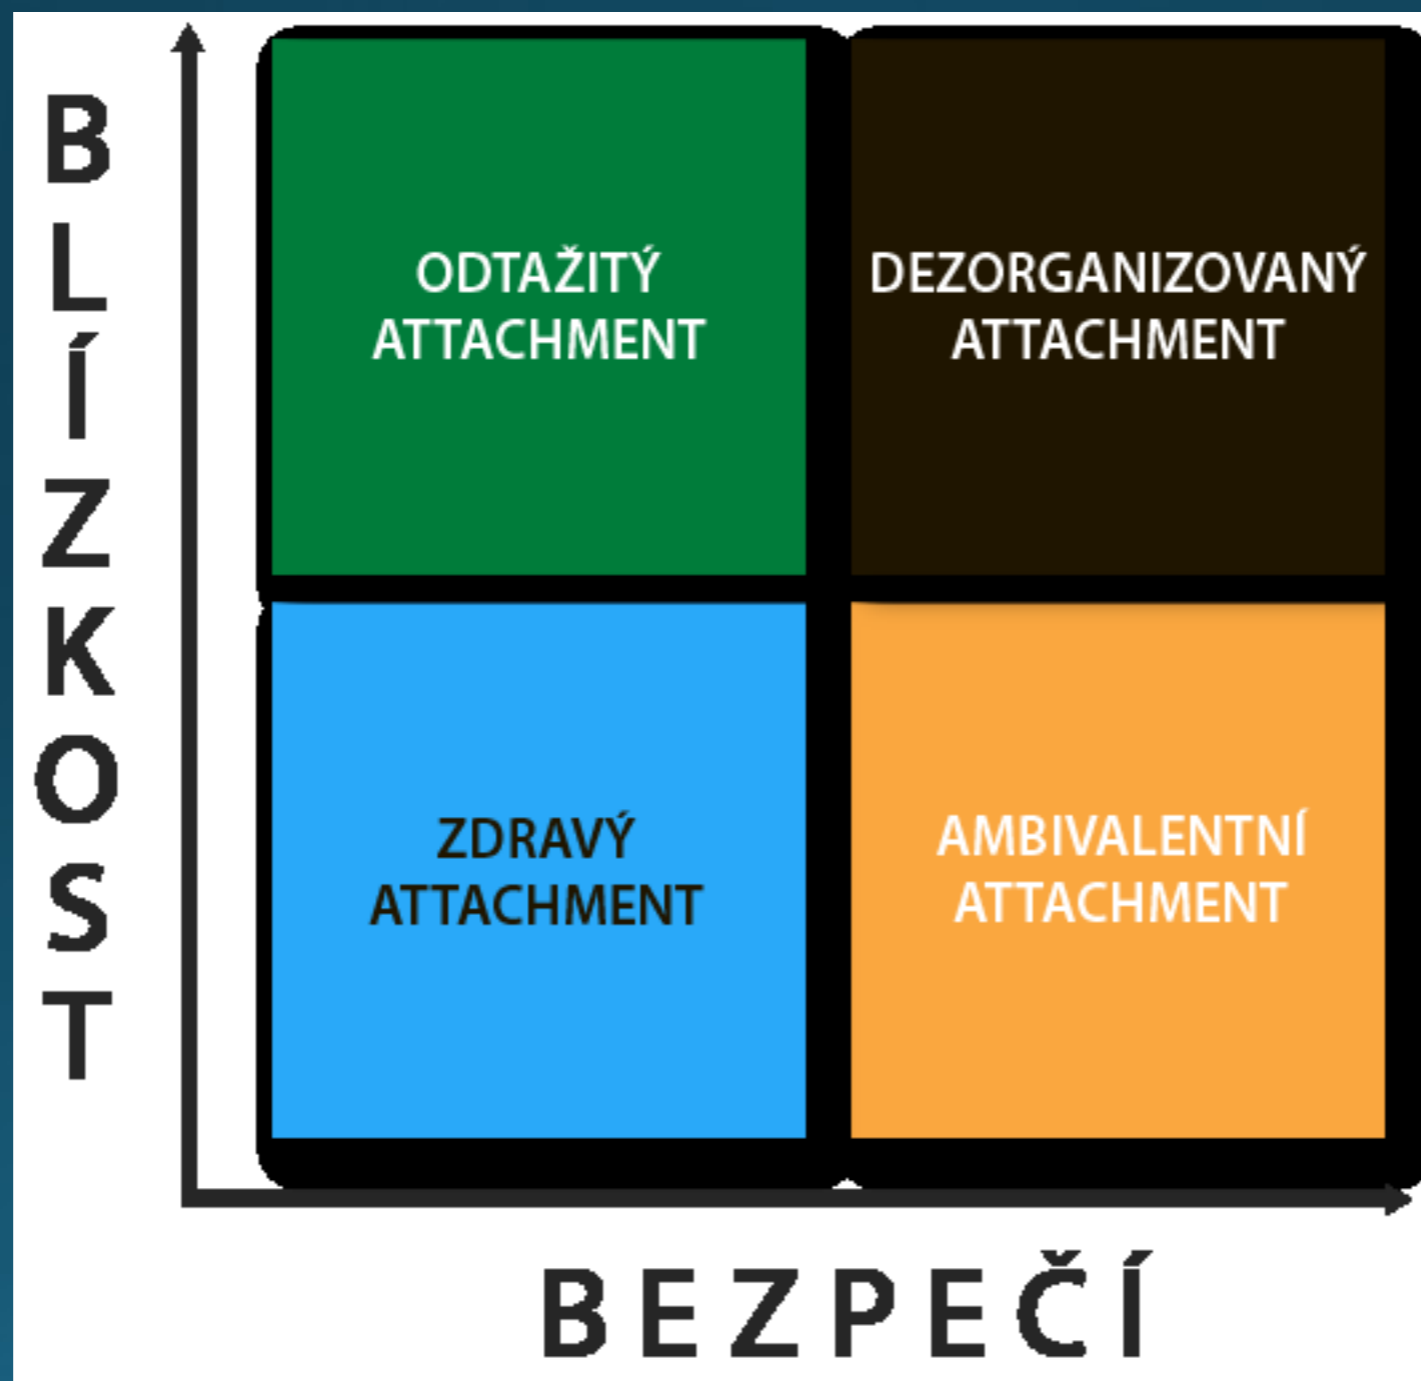 BLÍZKOST
ODTAŽITÝ
ATTACHMENT
DEZORGANIZOVANÝ
ATTACHMENT
ZDRAVÝ
ATTACHMENT
AMBIVALENTNÍ
ATTACHMENT
BEZPEČÍ